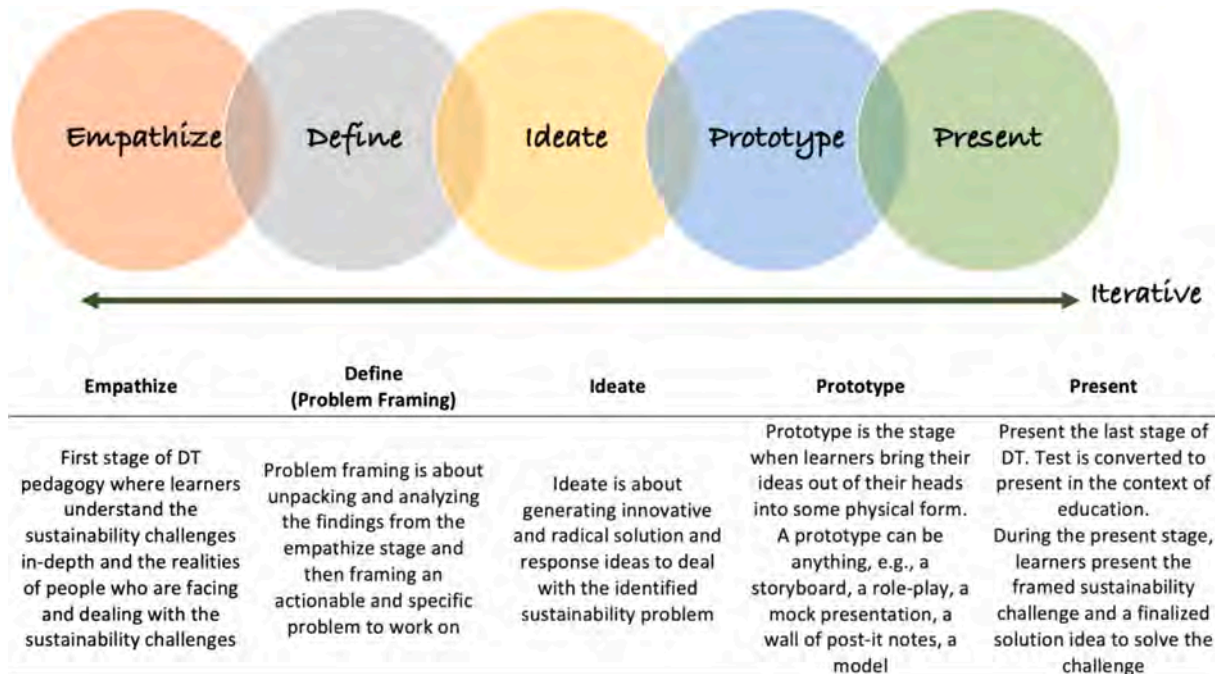 Empathize
Define
Ideate
Prototype
Present
Iterative
Empathize
Define
(Problem Framing)
Ideate
Prototype
Present
First stage of DT
pedagogy where learners
understand the
sustainability challenges
in-depth and the realities
of people who are facing
and dealing with the
sustainability challenges
Problem framing is about
unpacking and analyzing
the findings from the
empathize stage and
then framing an
actionable and specific
problem to work on
Ideate is about
generating innovative
and radical solution and
response ideas to deal
with the identified
sustainability problem
Prototype is the stage
when learners bring their
ideas out of their heads
into some physical form.
A prototype can be
anything, e.g., a
storyboard, a role-play, a
mock presentation, a
wall of post-it notes, a
model
Present the last stage of
DT. Test is converted to
present in the context of
education.
During the present stage,
learners present the
framed sustainability
challenge and a finalized
solution idea to solve the
challenge